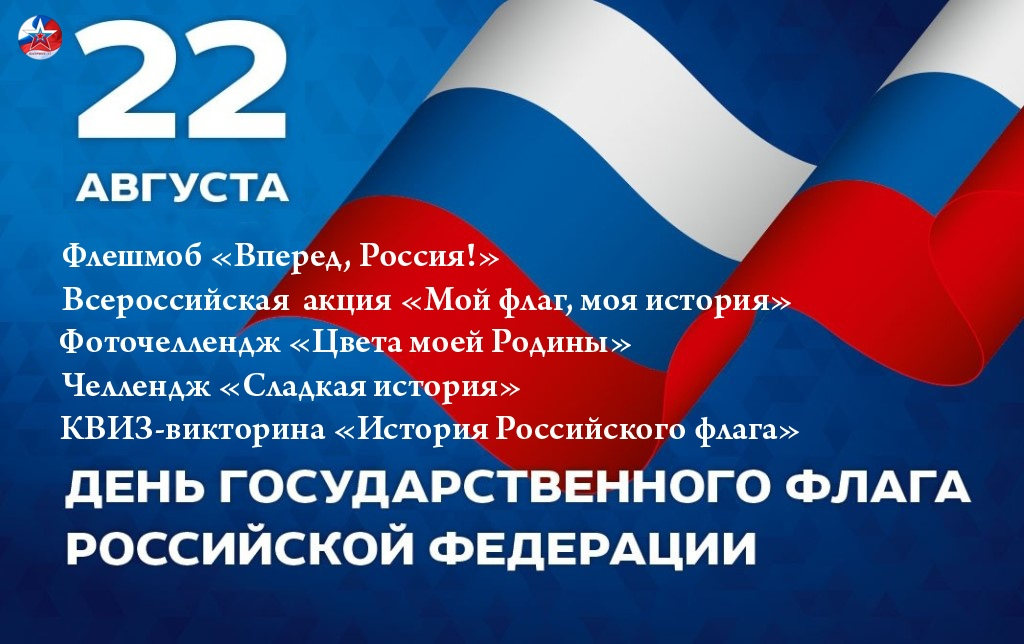 22
АВГУСТА
Флешмоб «Вперед, Россия!»
Всероссийская акция «Мой флаг, моя история»
Фоточеллендж «Цвета моей Родины»
Челлендж «Сладкая история»
КВИЗ-викторина «История Российского флага»
ДЕНЬ ГОСУДАРСТВЕННОГО ФЛАГА
РОССИЙСКОЙ ФЕДЕРАЦИИ